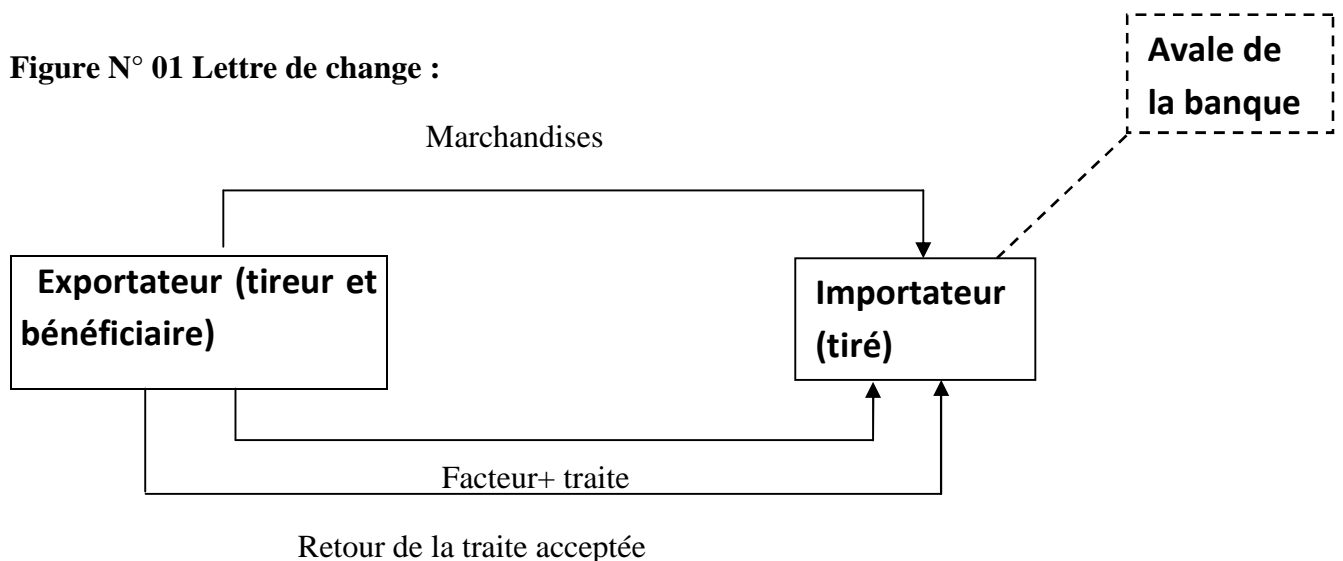 Avale de
la banque
Figure N° 01 Lettre de change :
Marchandises
Exportateur (tireur et
bénéficiaire)
Importateur
(tiré)
Facteur+ traite
Retour de la traite acceptée